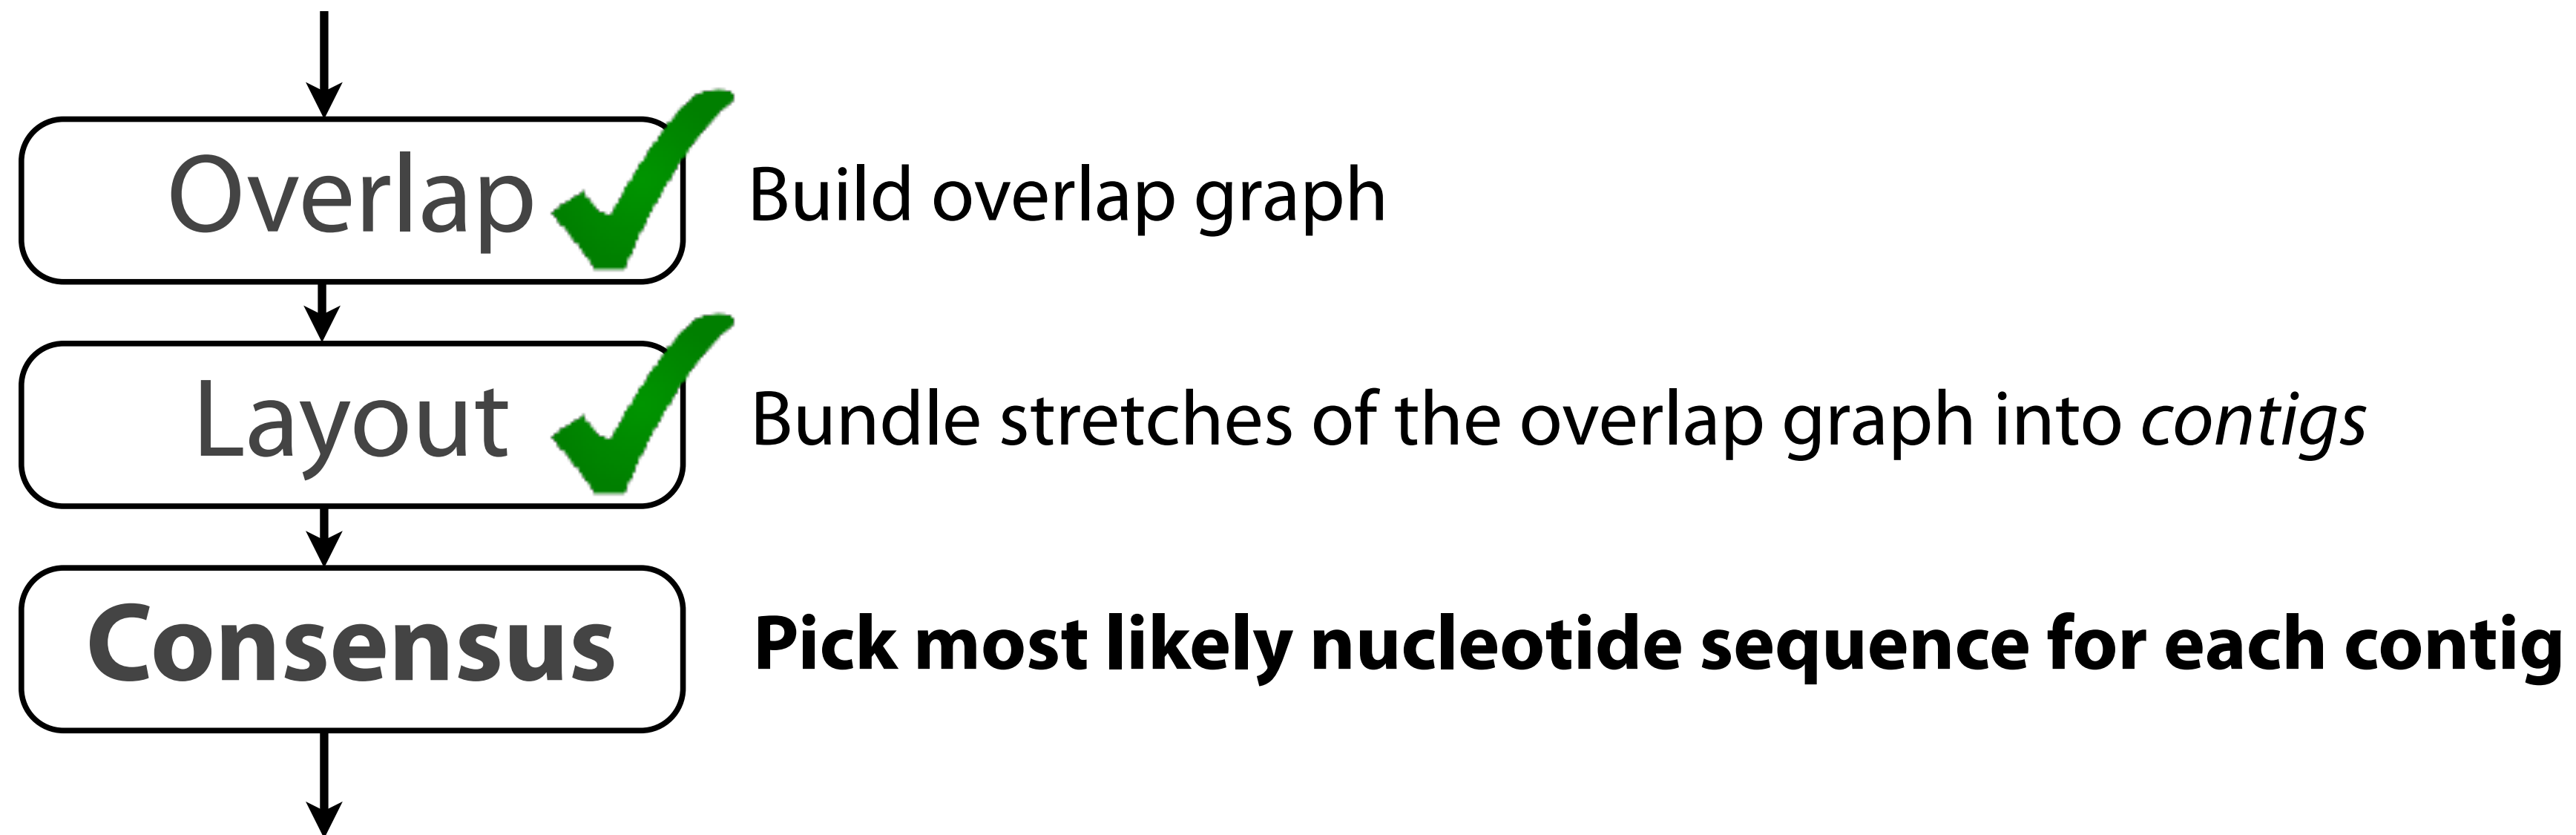 Overlap
Build overlap graph
Layout
Bundle stretches of the overlap graph into contigs
Consensus
Pick most likely nucleotide sequence for each contig